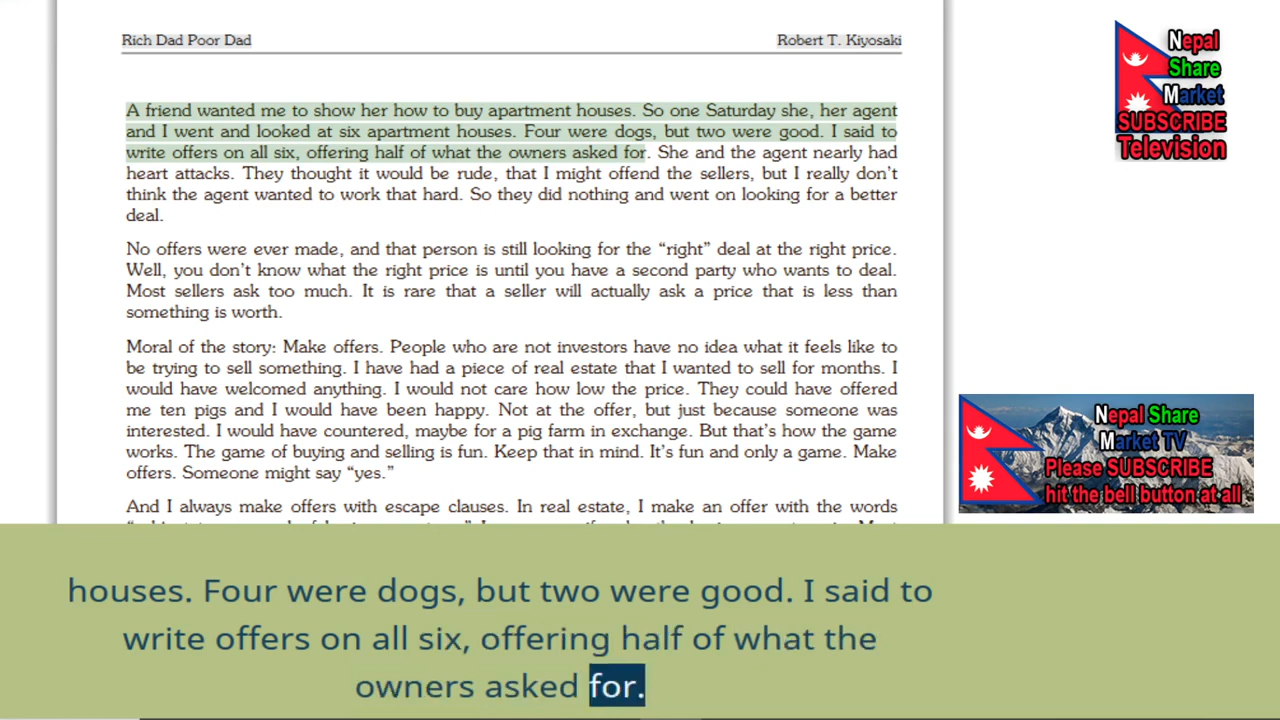 Rich Dad Poor Dad
Robert T. Kiyosaki
A friend wanted me to show her how to buy apartment houses. So one Saturday she, her agent
and I went and looked at six apartment houses. Four were dogs, but two were good. I said to
write offers on all six, offering half of what the owners asked for. She and the agent nearly had
heart attacks. They thought it would be rude, that I might offend the sellers, but I really don’t
think the agent wanted to work that hard. So they did nothing and went on looking for a better
deal.
No offers were ever made, and that person is still looking for the “right” deal at the right price.
Well, you don’t know what the right price is until you have a second party who wants to deal.
Most sellers ask too much. It is rare that a seller will actually ask a price that is less than
something is worth.
Moral of the story: Make offers. People who are not investors have no idea what it feels like to
be trying to sell something. I have had a piece of real estate that I wanted to sell for months. I
would have welcomed anything. I would not care how low the price. They could have offered
me ten pigs and I would have been happy. Not at the offer, but just because someone was
interested. I would have countered, maybe for a pig farm in exchange. But that’s how the game
works. The game of buying and selling is fun. Keep that in mind. It’s fun and only a game. Make
offers. Someone might say “yes.”
And I always make offers with escape clauses. In real estate, I make an offer with the words
Nepal
Share
Market
SUBSCRIBE
Television
Nepal Share
Market TV
Please SUBSCRIBE
hit the bell button at all
houses. Four were dogs, but two were good. I said to
write offers on all six, offering half of what the
owners asked for.